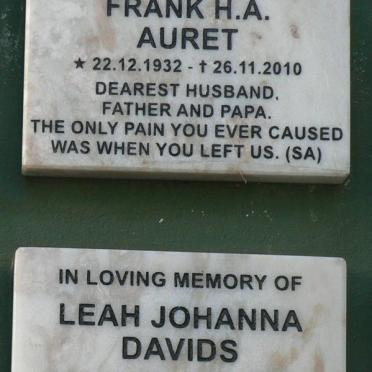 FRANK H.A.
AURET
★ 22.12.1932 - † 26.11.2010
DEAREST HUSBAND,
FATHER AND PAPA.
THE ONLY PAIN YOU EVER CAUSED
WAS WHEN YOU LEFT US. (SA)
IN LOVING MEMORY OF
LEAH JOHANNA
DAVIDS